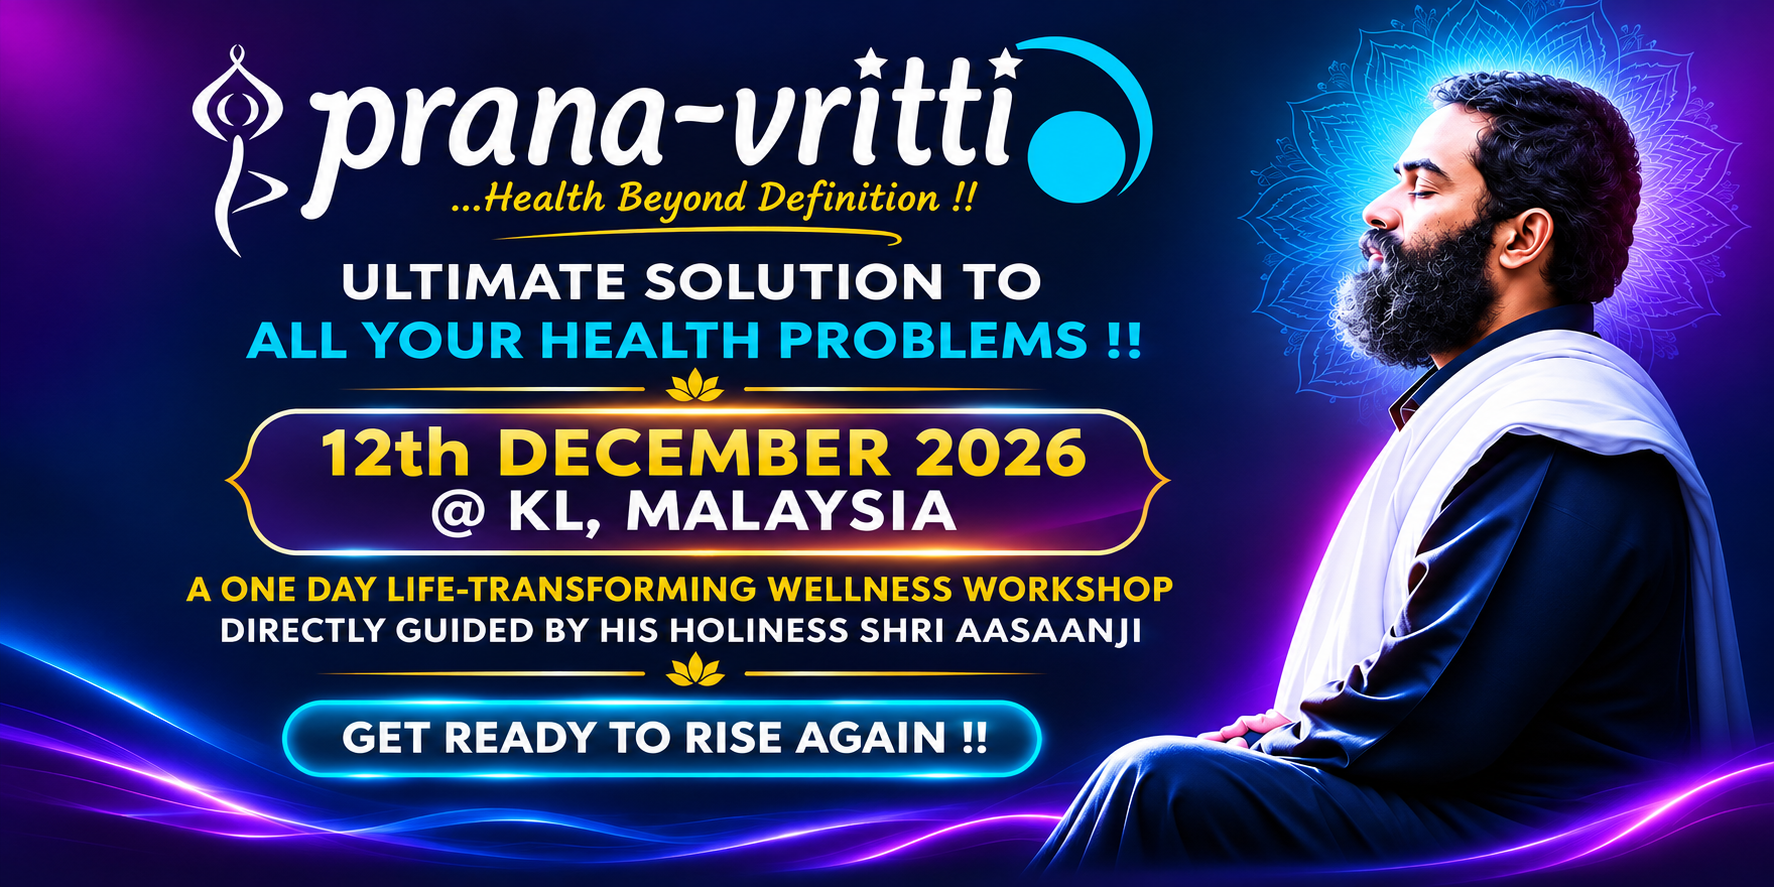 prana-vritti
...Health Beyond Definition !!
ULTIMATE SOLUTION TO
ALL YOUR HEALTH PROBLEMS !!
12th DECEMBER 2026
@ KL, MALAYSIA
A ONE DAY LIFE-TRANSFORMING WELLNESS WORKSHOP
DIRECTLY GUIDED BY HIS HOLINESS SHRI AASAANJI
GET READY TO RISE AGAIN !!